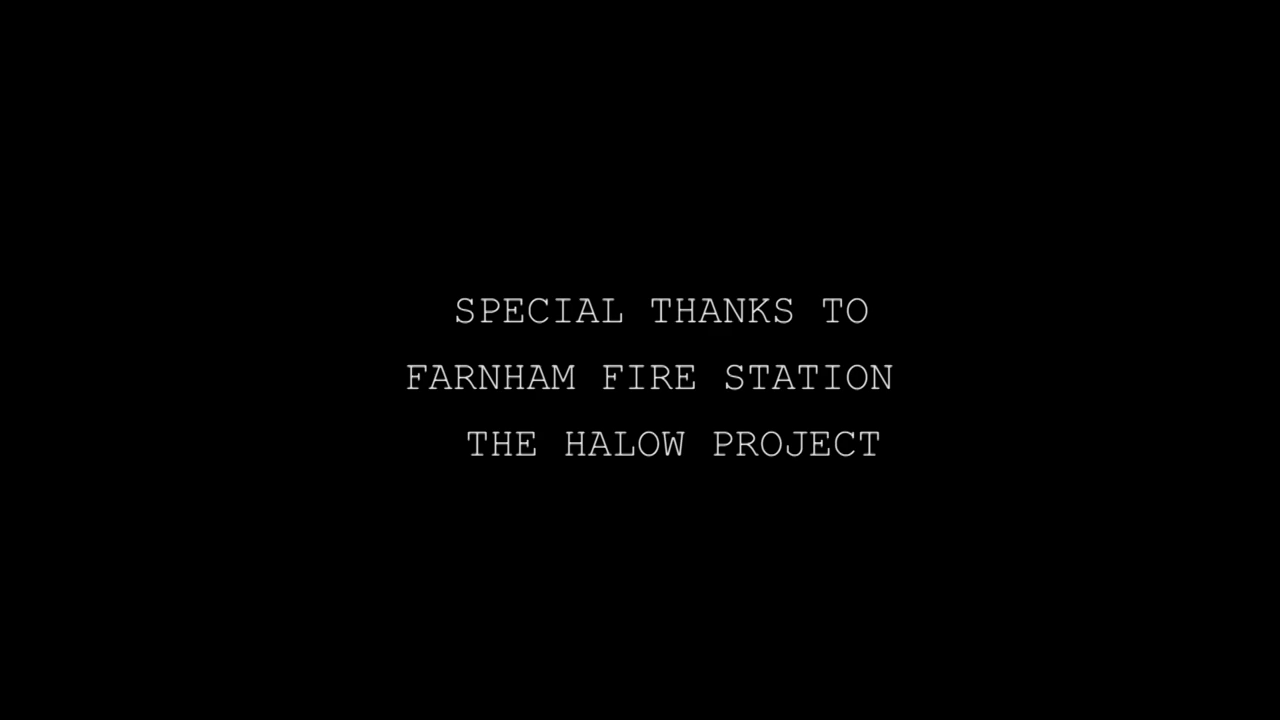 SPECIAL THANKS TO
FARNHAM FIRE STATION
THE HALOW PROJECT